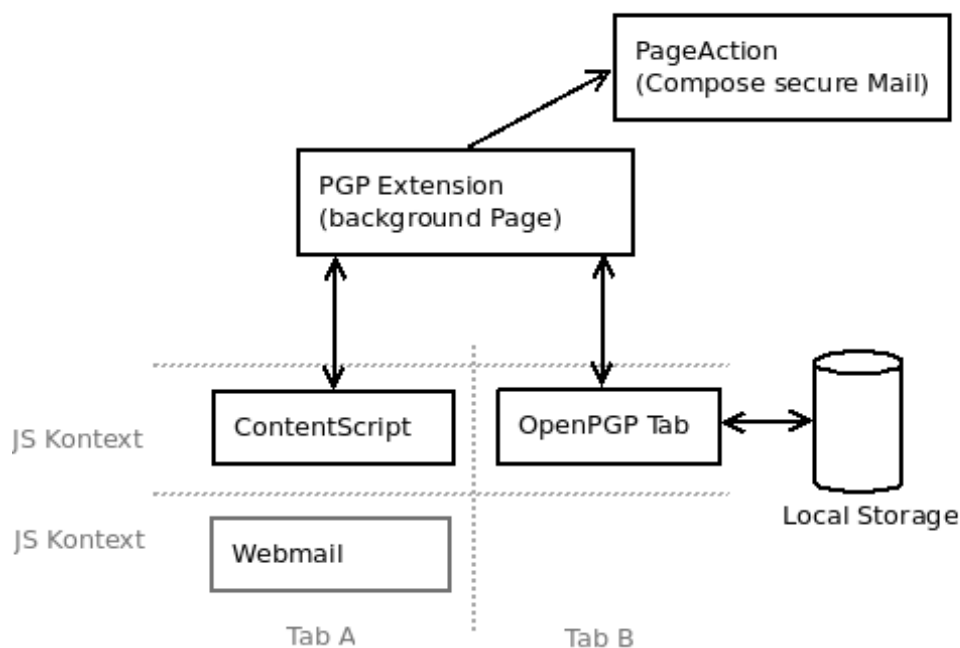 PageAction
(Compose secure Mail)
PGP Extension
(background Page)
JS Kontext
ContentScript
OpenPGP Tab
Local Storage
JS Kontext
Webmail
Tab A
Tab B